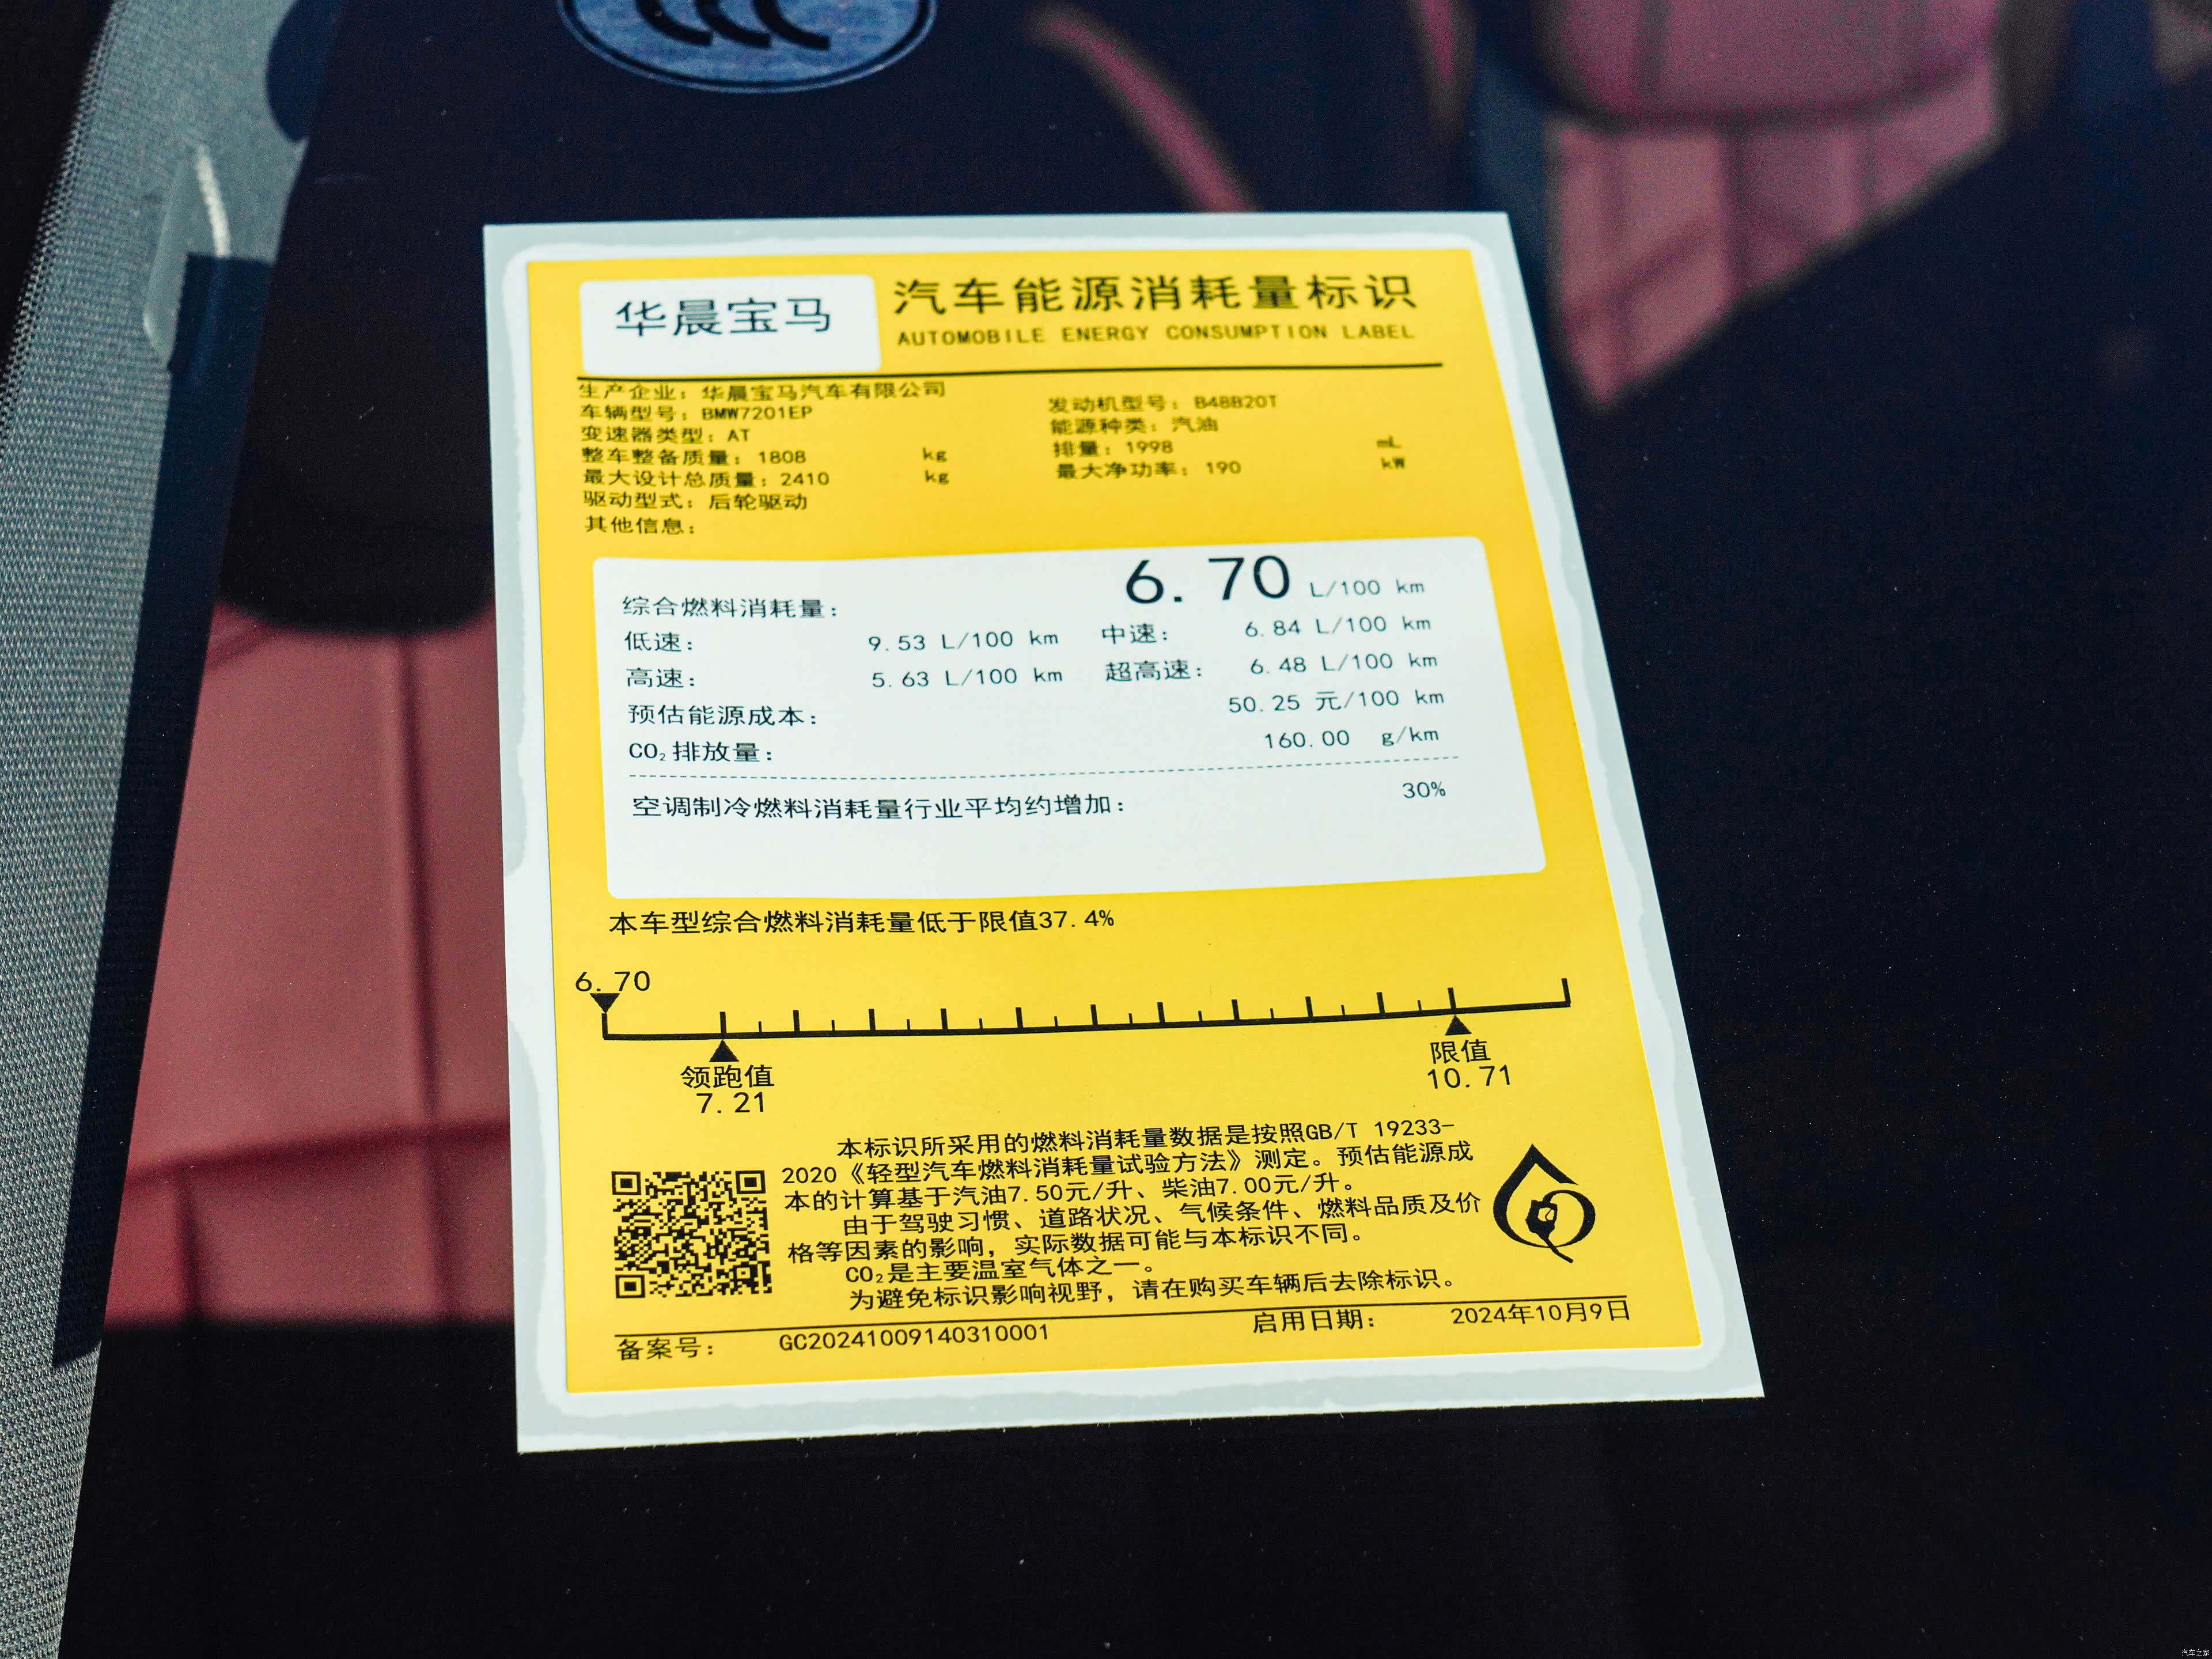 华晨宝马
汽车能源消耗量标识
AUTOMOBILE ENERGY CONSUMPTION LABEL
生产企业：华晨宝马汽车有限公司
车辆型号：BMW7201EP
发动机型号：B48B20T
变速器类型：AT
能源种类：汽油
整车整备质量：1808 kg
排量：1998 mL
最大设计总质量：2410 kg
最大净功率：190 kW
驱动型式：后轮驱动
其他信息：
综合燃料消耗量： 6.70 L/100 km
低速： 9.53 L/100 km 中速： 6.84 L/100 km
高速： 5.63 L/100 km 超高速： 6.48 L/100 km
预估能源成本： 50.25 元/100 km
CO₂排放量： 160.00 g/km
空调制冷燃料消耗量行业平均约增加： 30%
本车型综合燃料消耗量低于限值37.4%
6.70
领跑值
7.21
限值
10.71
本标识所采用的燃料消耗量数据是按照GB/T 19233-
2020《轻型汽车燃料消耗量试验方法》测定。预估能源成
本的计算基于汽油7.50元/升、柴油7.00元/升。
由于驾驶习惯、道路状况、气候条件、燃料品质及价
格等因素的影响，实际数据可能与本标识不同。
CO₂是主要温室气体之一。
为避免标识影响视野，请在购买车辆后去除标识。
备案号： GC20241009140310001 启用日期： 2024年10月9日
汽车之家